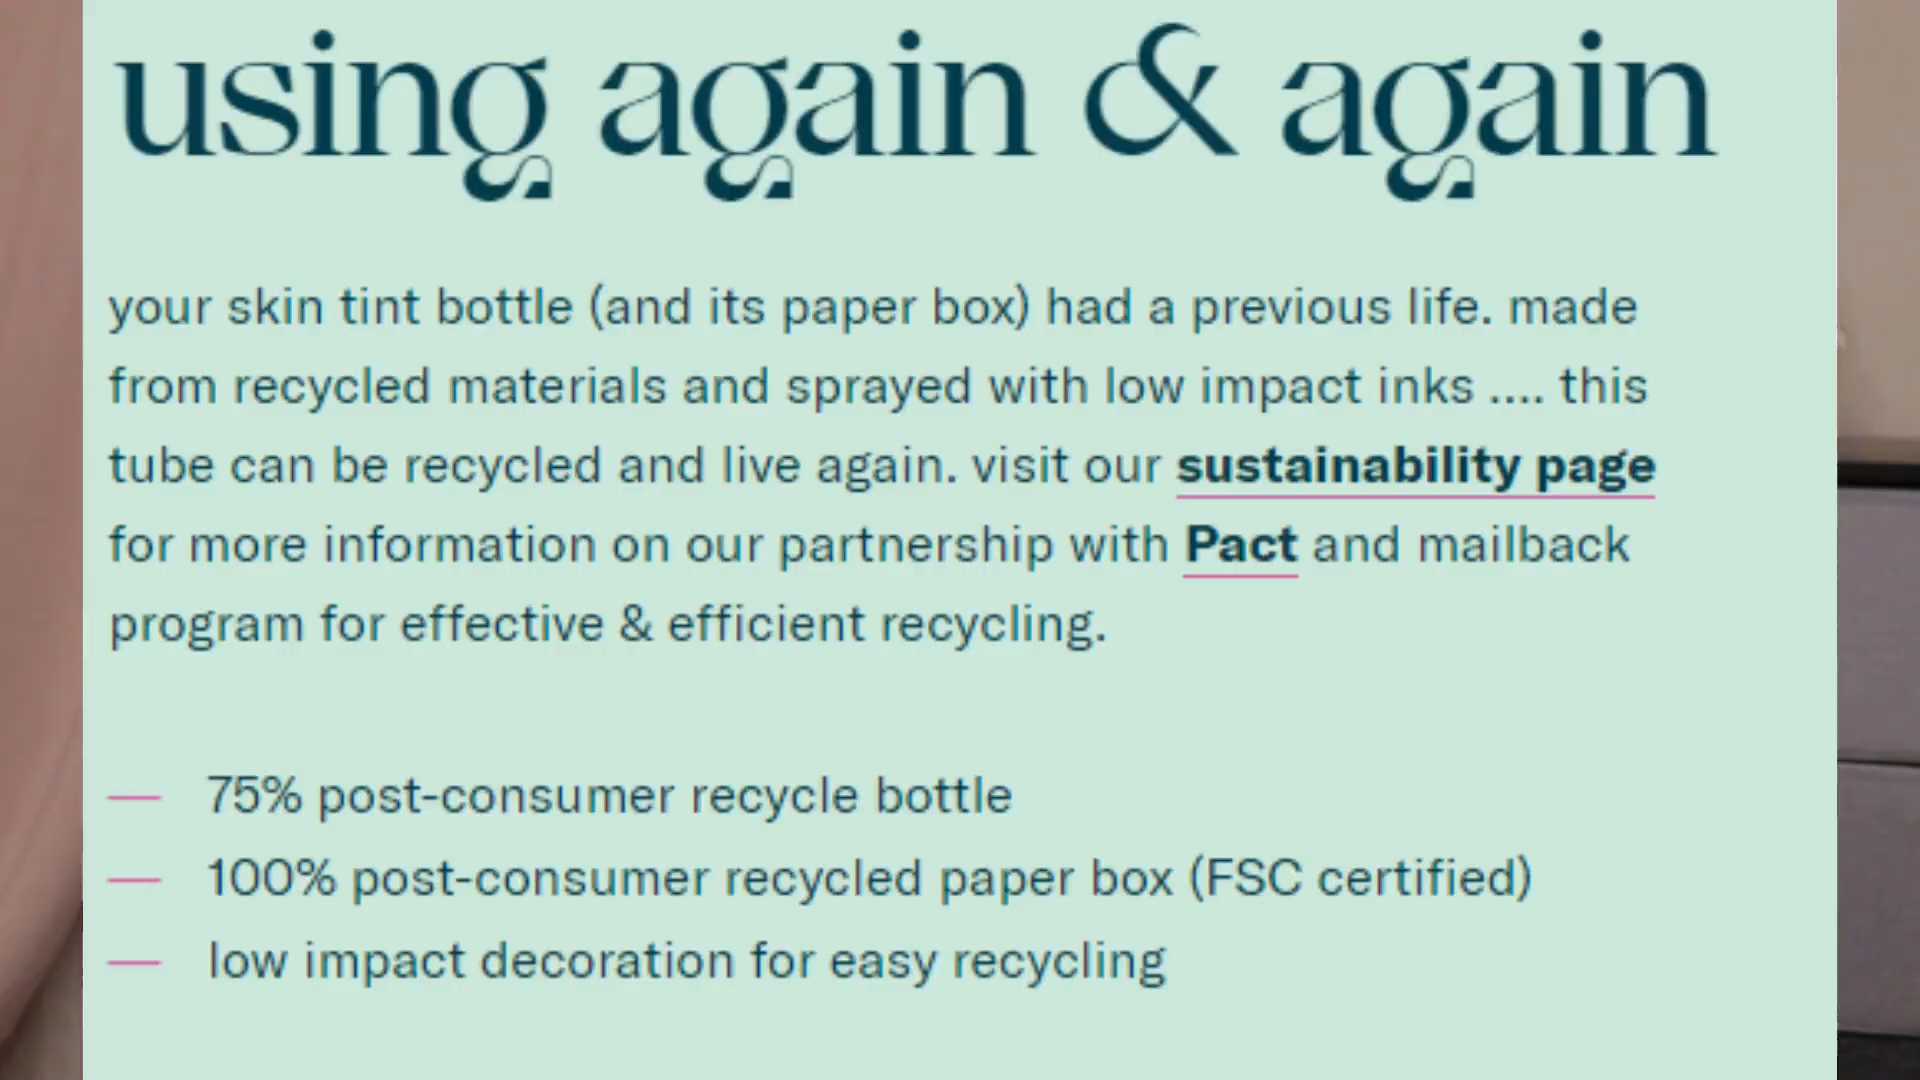 using again & again
your skin tint bottle (and its paper box) had a previous life. made
from recycled materials and sprayed with low impact inks .... this
tube can be recycled and live again. visit our sustainability page
for more information on our partnership with Pact and mailback
program for effective & efficient recycling.
— 75% post-consumer recycle bottle
— 100% post-consumer recycled paper box (FSC certified)
— low impact decoration for easy recycling